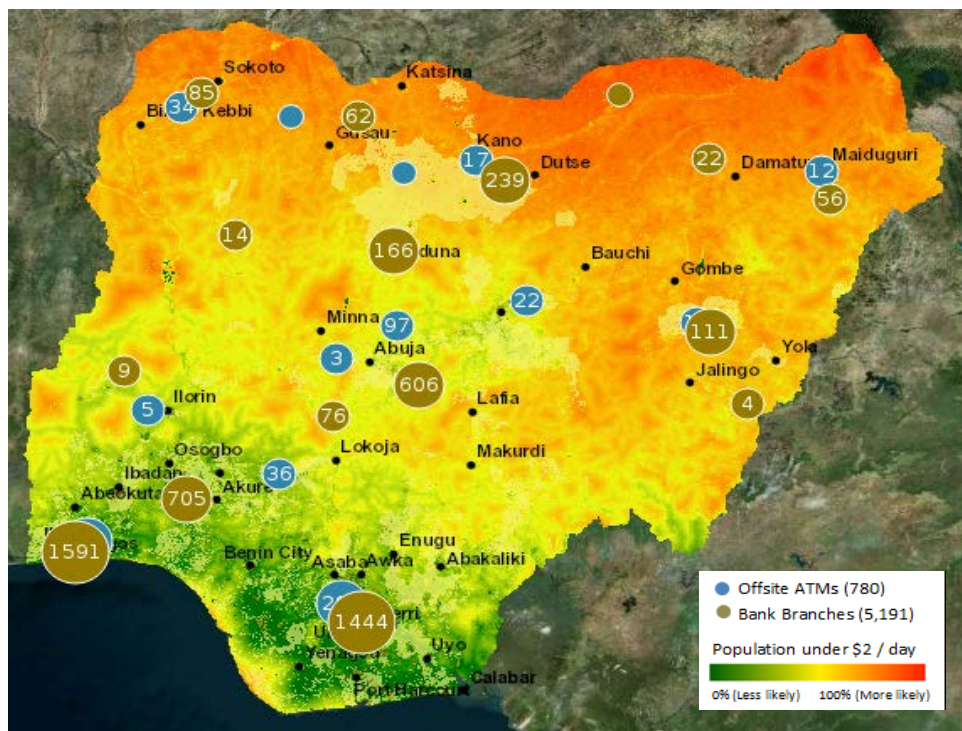 Sokoto
Katsina
85
34
Kebbi
62
Gusau
Kano
17
Dutse
239
22
Damatu
Maiduguri
12
56
14
166
duna
Bauchi
Gombe
22
Minna
97
111
3
Abuja
Yola
9
606
Jalingo
4
5
Ilorin
76
Lafia
Osogbo
Lokoja
Makurdi
36
Ibadan
705
Akure
Abeokuta
1591
Benin City
Enugu
Asaba
Awka
Abakaliki
1444
Uyo
Calabar
Port Harcou
Offsite ATMs (780)
Bank Branches (5,191)
Population under $2 / day
0% (Less likely) 100% (More likely)